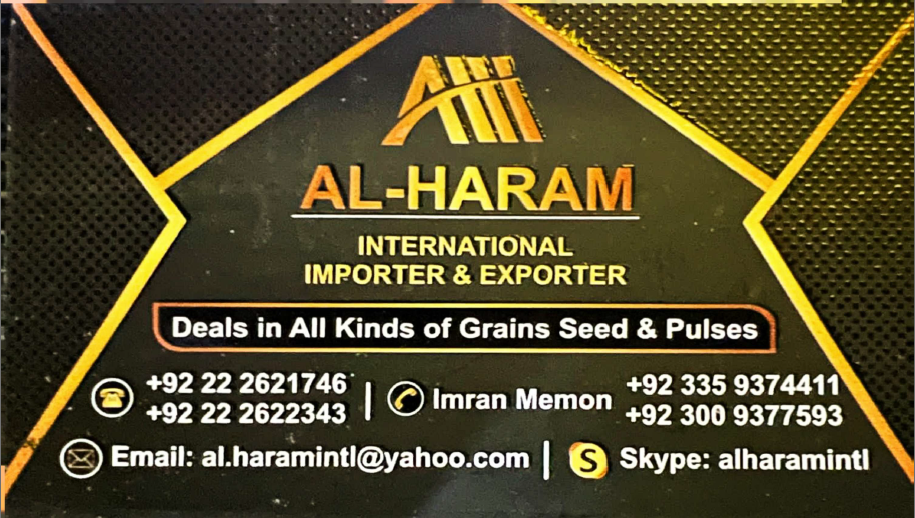 AL-HARAM
INTERNATIONAL
IMPORTER & EXPORTER
Deals in All Kinds of Grains Seed & Pulses
+92 22 2621746
+92 22 2622343
Imran Memon
+92 335 9374411
+92 300 9377593
Email: al.haramintl@yahoo.com
Skype: alharamintl